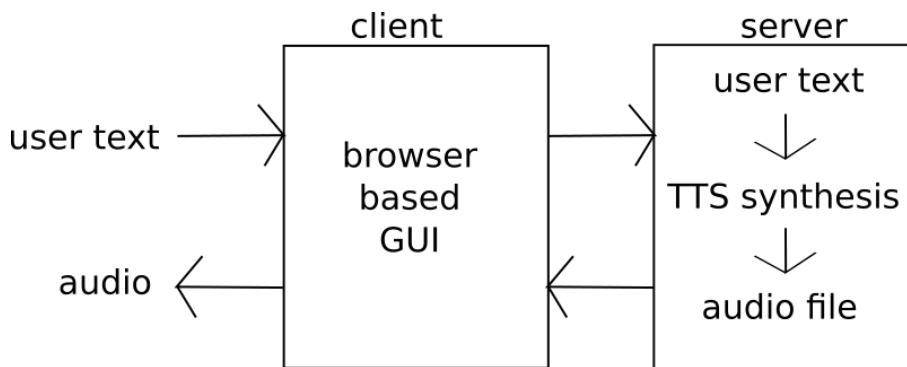 client
server
user text
browser
based
GUI
audio
user text
TTS synthesis
audio file